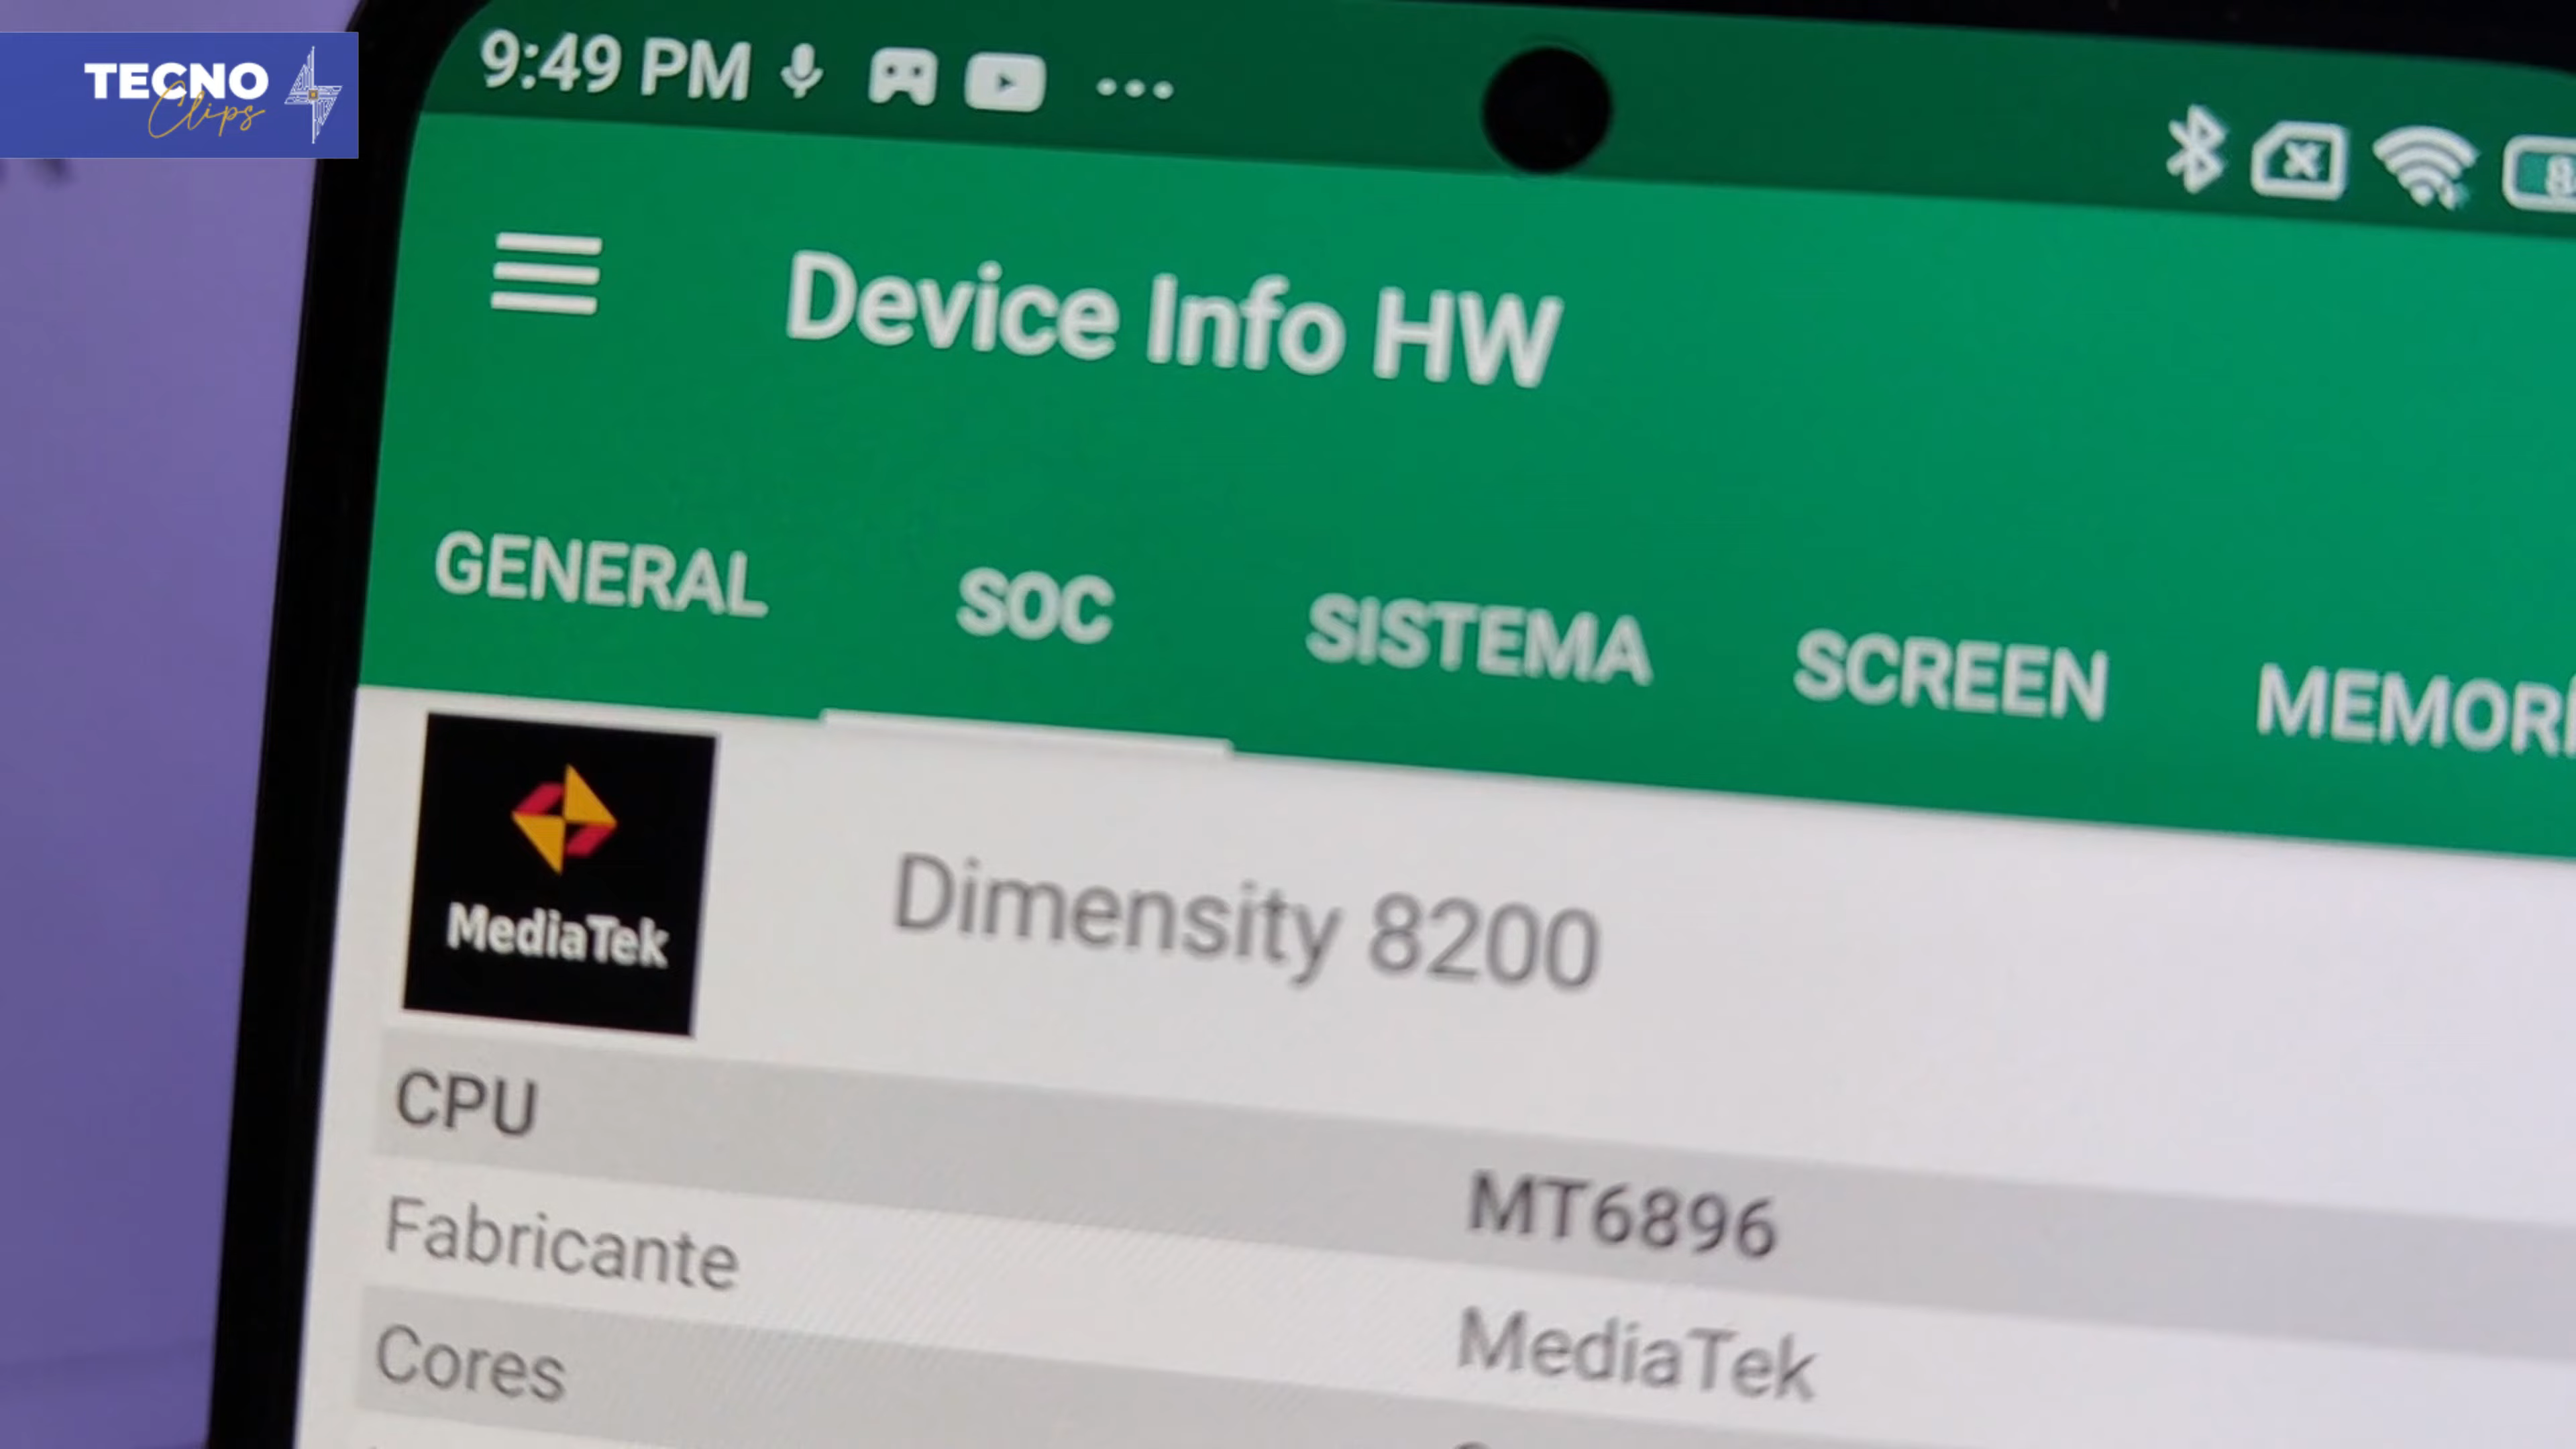 TECNO
Clips
9:49 PM
Device Info HW
GENERAL SOC SISTEMA SCREEN
MediaTek
Dimensity 8200
CPU MT6896
Fabricante MediaTek
Cores